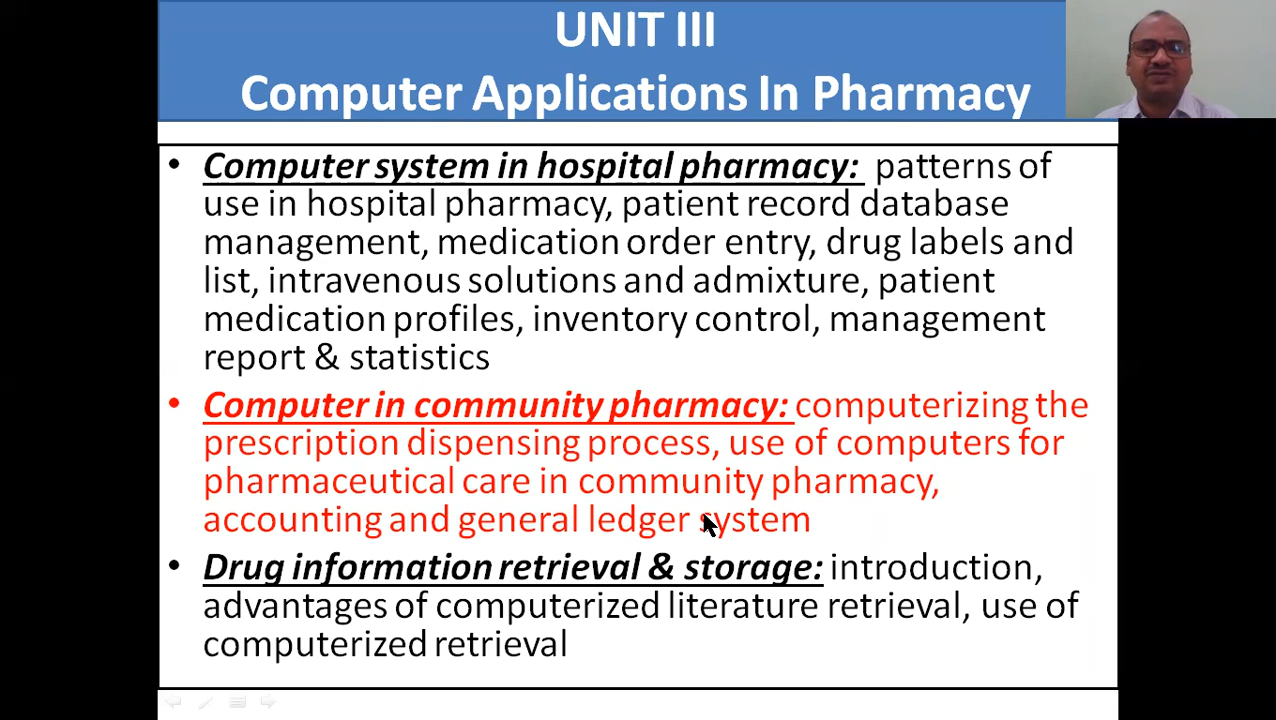 UNIT III
Computer Applications In Pharmacy
• Computer system in hospital pharmacy: patterns of
use in hospital pharmacy, patient record database
management, medication order entry, drug labels and
list, intravenous solutions and admixture, patient
medication profiles, inventory control, management
report & statistics
• Computer in community pharmacy: computerizing the
prescription dispensing process, use of computers for
pharmaceutical care in community pharmacy,
accounting and general ledger system
• Drug information retrieval & storage: introduction,
advantages of computerized literature retrieval, use of
computerized retrieval